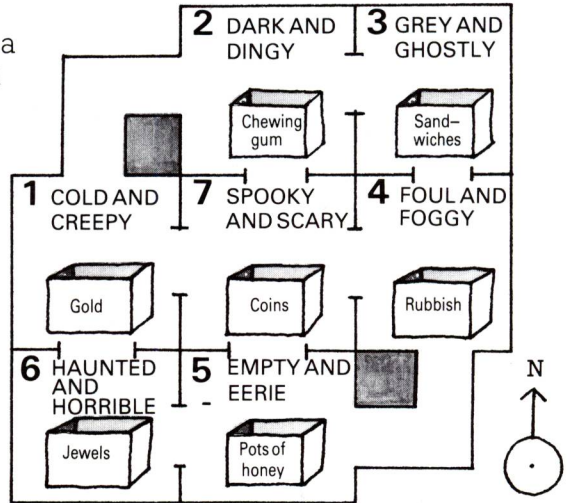 a
2 DARK AND
DINGY
3 GREY AND
GHOSTLY
Chewing
gum
Sand–
wiches
1 COLD AND
CREEPY
7 SPOOKY
AND SCARY
4 FOUL AND
FOGGY
Gold
Coins
Rubbish
6 HAUNTED
AND
HORRIBLE
5 EMPTY AND
EERIE
Jewels
Pots of
honey
N